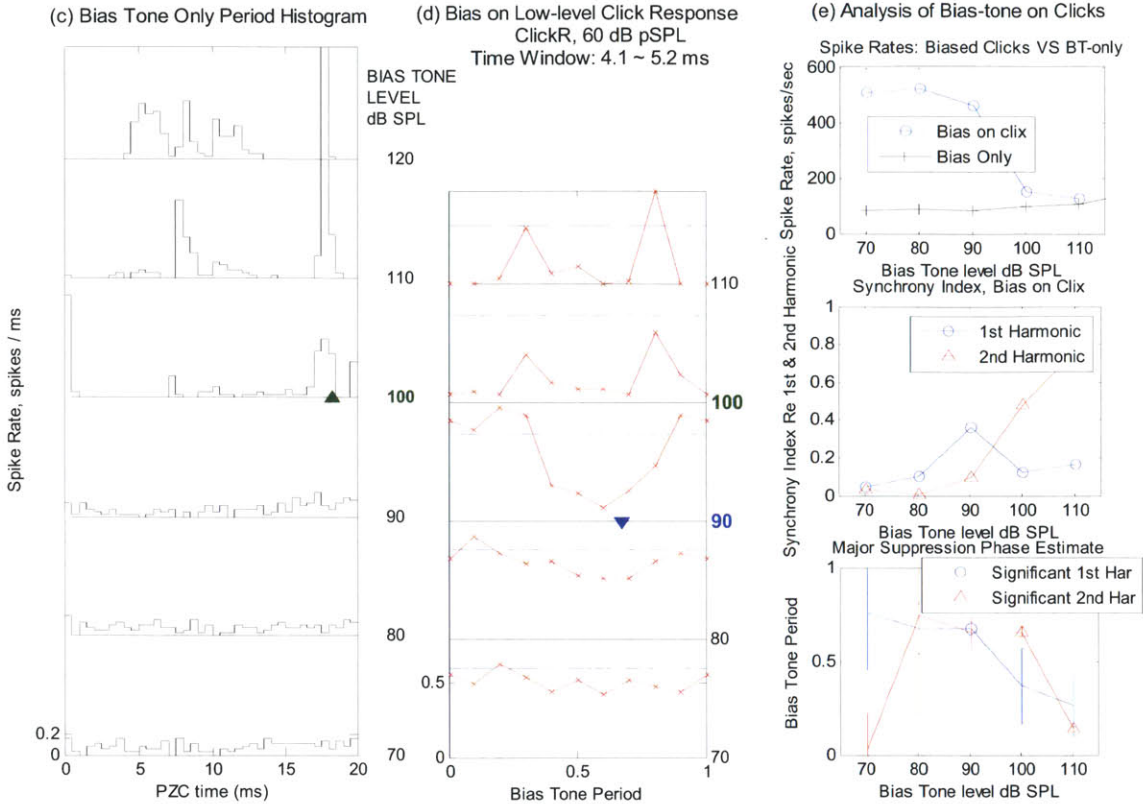 (c) Bias Tone Only Period Histogram
BIAS TONE
LEVEL
dB SPL
120
110
100
90
80
70
Spike Rate, spikes / ms
0.2
0
0 5 10 15 20
PZC time (ms)
(d) Bias on Low-level Click Response
ClickR, 60 dB pSPL
Time Window: 4.1 ~ 5.2 ms
110
100
90
80
70
0.5
0
0 0.5 1
Bias Tone Period
(e) Analysis of Bias-tone on Clicks
Spike Rates: Biased Clicks VS BT-only
600
400
200
0
Bias on clix
Bias Only
70 80 90 100 110
Bias Tone level dB SPL
Synchrony Index Re 1st & 2nd Harmonic Spike Rate, spikes/sec
Synchrony Index, Bias on Clix
1
0.8
0.6
0.4
0.2
0
1st Harmonic
2nd Harmonic
70 80 90 100 110
Bias Tone level dB SPL
Major Suppression Phase Estimate
1
0.5
0
Significant 1st Har
Significant 2nd Har
Bias Tone Period
70 80 90 100 110
Bias Tone level dB SPL